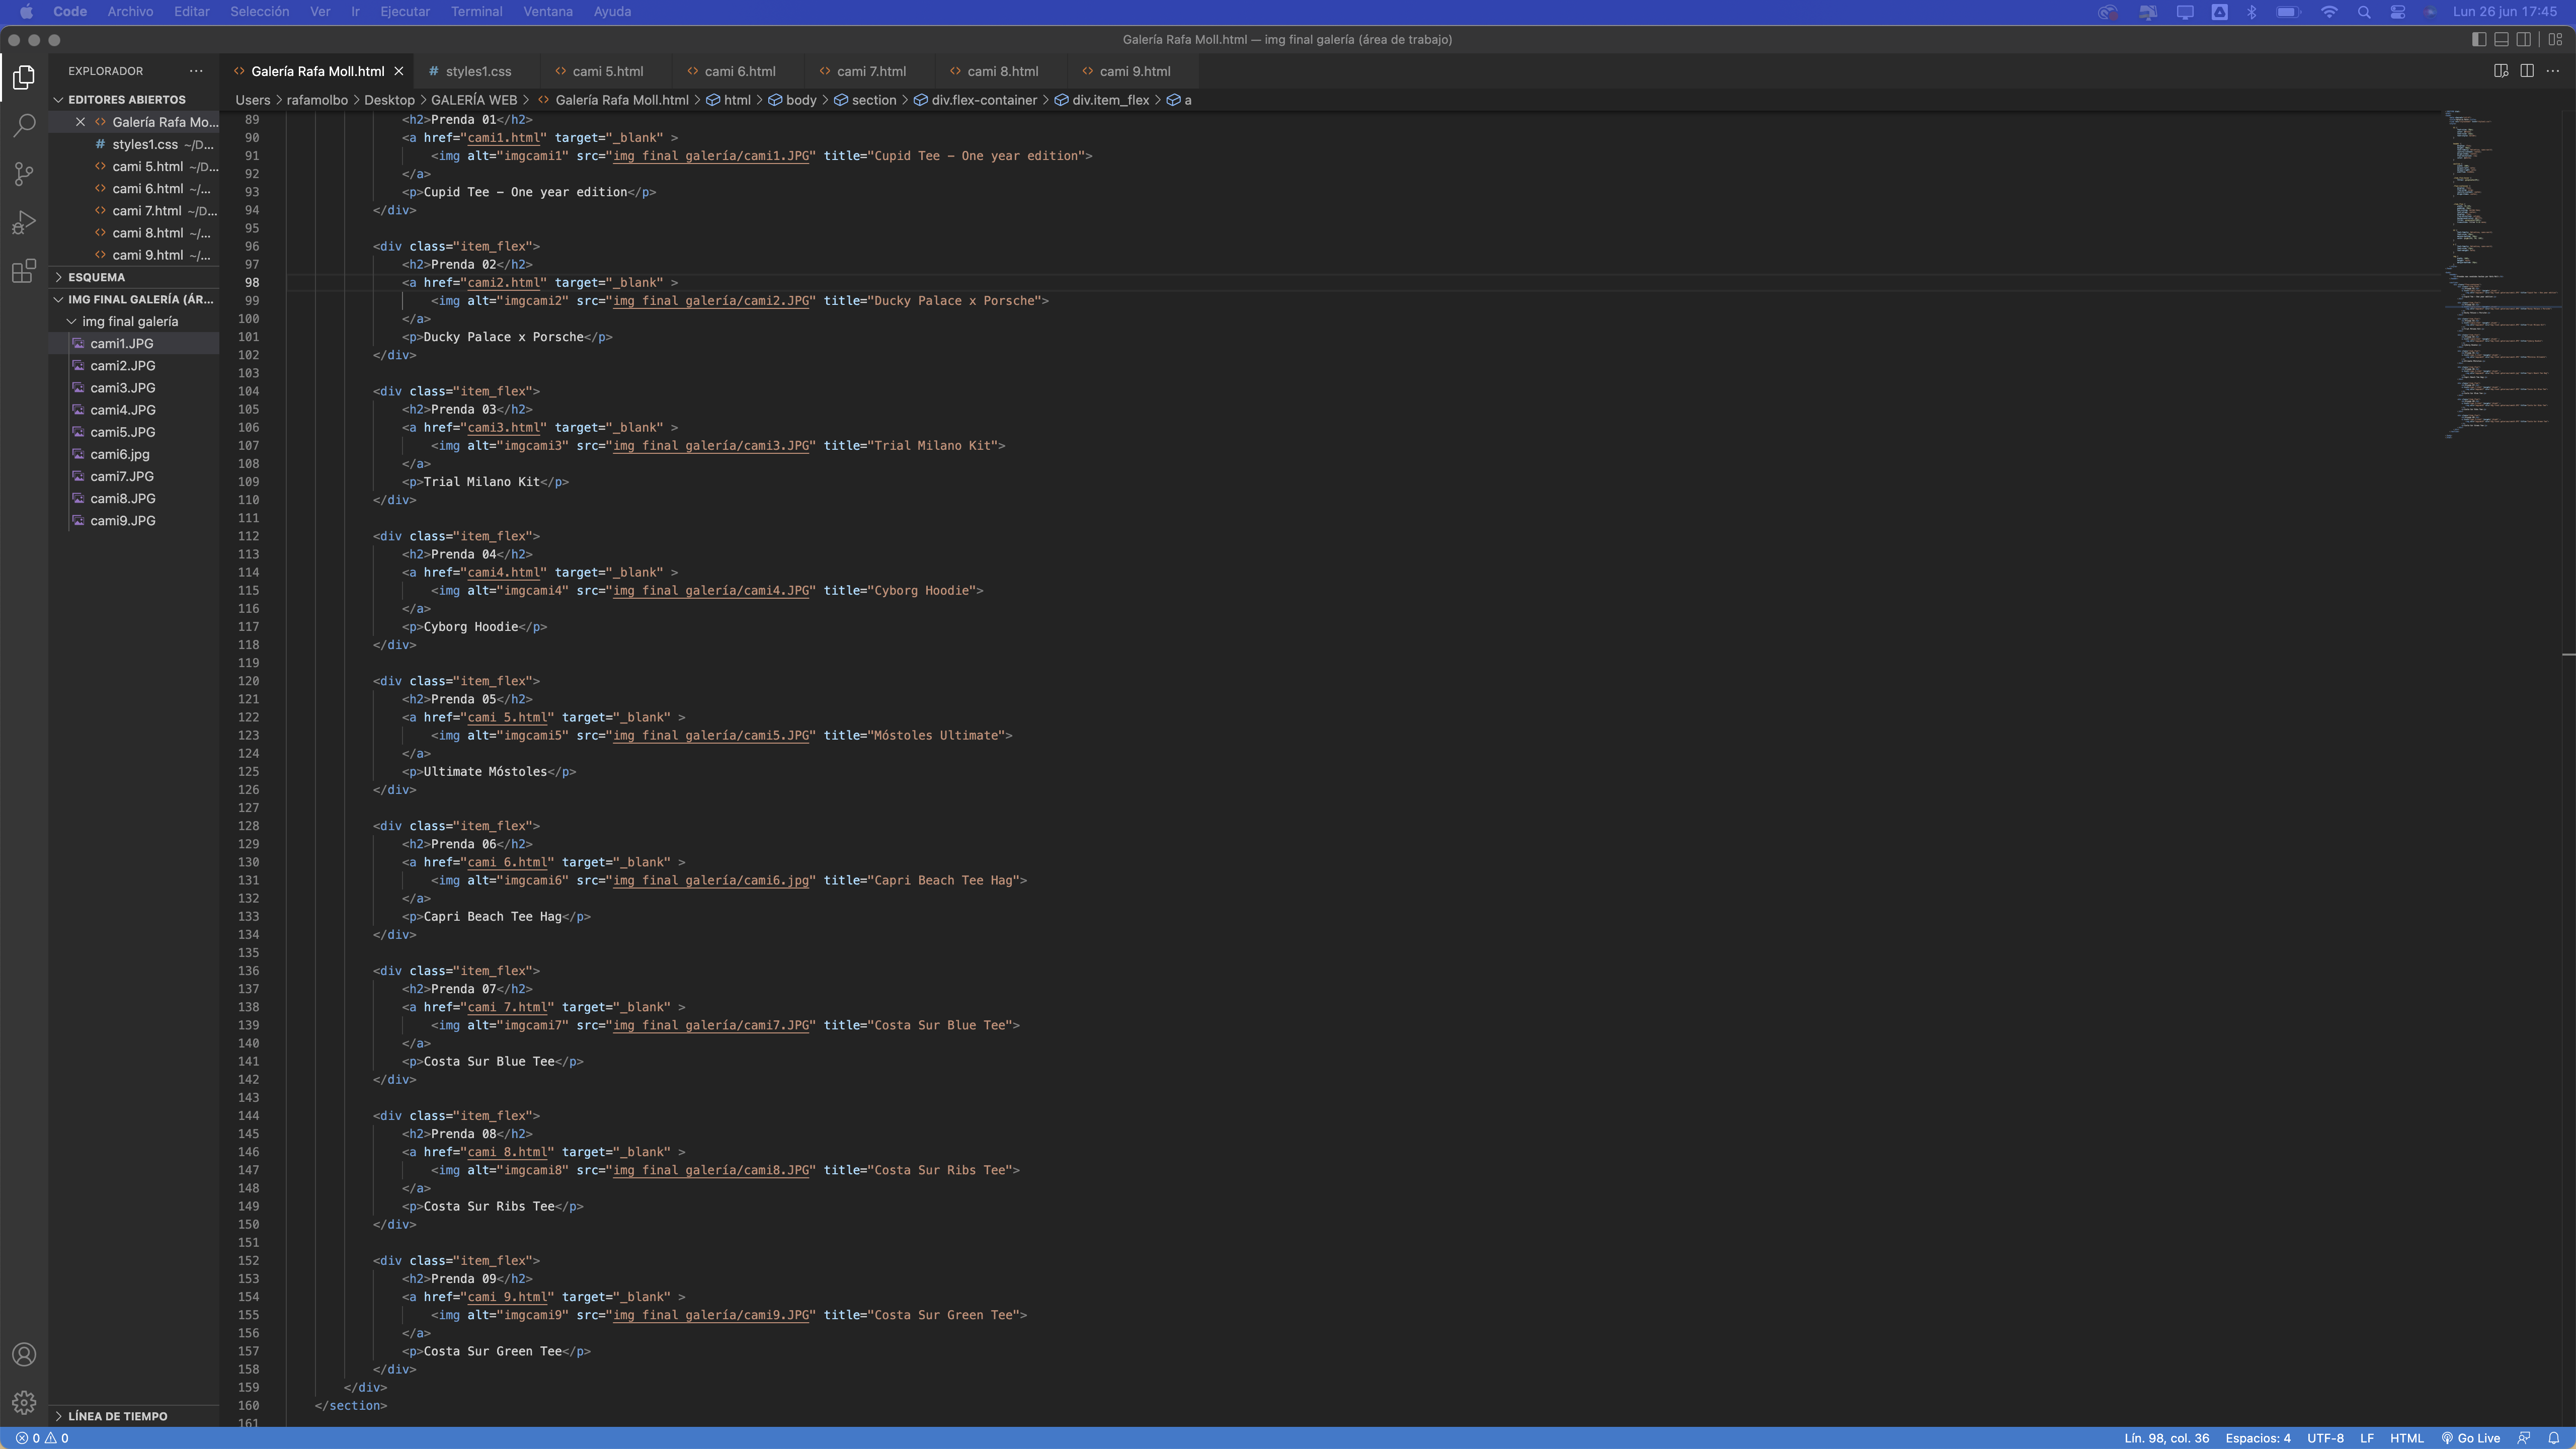 Code Archivo Editar Selección Ver Ir Ejecutar Terminal Ventana Ayuda Lun 26 jun 17:45
Galería Rafa Moll.html — img final galería (área de trabajo)
EXPLORADOR
EDITORES ABIERTOS
Galería Rafa Mo...
styles1.css ~/D...
cami 5.html ~/D...
cami 6.html ~/...
cami 7.html ~/D...
cami 8.html ~/...
cami 9.html ~/...
ESQUEMA
IMG FINAL GALERÍA (ÁR...
img final galería
cami1.JPG
cami2.JPG
cami3.JPG
cami4.JPG
cami5.JPG
cami6.jpg
cami7.JPG
cami8.JPG
cami9.JPG
LÍNEA DE TIEMPO
Galería Rafa Moll.html styles1.css cami 5.html cami 6.html cami 7.html cami 8.html cami 9.html
Users > rafamolbo > Desktop > GALERÍA WEB > Galería Rafa Moll.html > html > body > section > div.flex-container > div.item_flex > a
89 <h2>Prenda 01</h2>
90 <a href="cami1.html" target="_blank" >
91 <img alt="imgcami1" src="img final galería/cami1.JPG" title="Cupid Tee – One year edition">
92 </a>
93 <p>Cupid Tee – One year edition</p>
94 </div>
95
96 <div class="item_flex">
97 <h2>Prenda 02</h2>
98 <a href="cami2.html" target="_blank" >
99 <img alt="imgcami2" src="img final galería/cami2.JPG" title="Ducky Palace x Porsche">
100 </a>
101 <p>Ducky Palace x Porsche</p>
102 </div>
103
104 <div class="item_flex">
105 <h2>Prenda 03</h2>
106 <a href="cami3.html" target="_blank" >
107 <img alt="imgcami3" src="img final galería/cami3.JPG" title="Trial Milano Kit">
108 </a>
109 <p>Trial Milano Kit</p>
110 </div>
111
112 <div class="item_flex">
113 <h2>Prenda 04</h2>
114 <a href="cami4.html" target="_blank" >
115 <img alt="imgcami4" src="img final galería/cami4.JPG" title="Cyborg Hoodie">
116 </a>
117 <p>Cyborg Hoodie</p>
118 </div>
119
120 <div class="item_flex">
121 <h2>Prenda 05</h2>
122 <a href="cami 5.html" target="_blank" >
123 <img alt="imgcami5" src="img final galería/cami5.JPG" title="Móstoles Ultimate">
124 </a>
125 <p>Ultimate Móstoles</p>
126 </div>
127
128 <div class="item_flex">
129 <h2>Prenda 06</h2>
130 <a href="cami 6.html" target="_blank" >
131 <img alt="imgcami6" src="img final galería/cami6.jpg" title="Capri Beach Tee Hag">
132 </a>
133 <p>Capri Beach Tee Hag</p>
134 </div>
135
136 <div class="item_flex">
137 <h2>Prenda 07</h2>
138 <a href="cami 7.html" target="_blank" >
139 <img alt="imgcami7" src="img final galería/cami7.JPG" title="Costa Sur Blue Tee">
140 </a>
141 <p>Costa Sur Blue Tee</p>
142 </div>
143
144 <div class="item_flex">
145 <h2>Prenda 08</h2>
146 <a href="cami 8.html" target="_blank" >
147 <img alt="imgcami8" src="img final galería/cami8.JPG" title="Costa Sur Ribs Tee">
148 </a>
149 <p>Costa Sur Ribs Tee</p>
150 </div>
151
152 <div class="item_flex">
153 <h2>Prenda 09</h2>
154 <a href="cami 9.html" target="_blank" >
155 <img alt="imgcami9" src="img final galería/cami9.JPG" title="Costa Sur Green Tee">
156 </a>
157 <p>Costa Sur Green Tee</p>
158 </div>
159 </div>
160 </section>
161
0 0 Lín. 98, col. 36 Espacios: 4 UTF-8 LF HTML Go Live